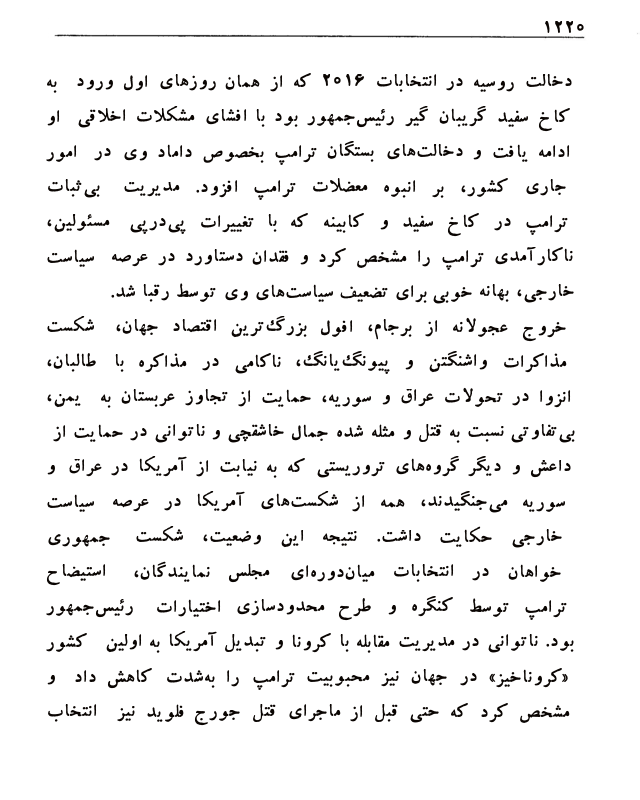 ۱۲۲۰
دخالت روسیه در انتخابات ۲۰۱۶ که از همان روزهای اول ورود به
کاخ سفید گریبان گیر رئیس‌جمهور بود با افشای مشکلات اخلاقی او
ادامه یافت و دخالت‌های بستگان ترامپ بخصوص داماد وی در امور
جاری کشور، بر انبوه معضلات ترامپ افزود. مدیریت بی‌ثبات
ترامپ در کاخ سفید و کابینه که با تغییرات پی‌درپی مسئولین،
ناکارآمدی ترامپ را مشخص کرد و فقدان دستاورد در عرصه سیاست
خارجی، بهانه خوبی برای تضعیف سیاست‌های وی توسط رقبا شد.
خروج عجولانه از برجام، افول بزرگ‌ترین اقتصاد جهان، شکست
مذاکرات واشنگتن و پیونگ‌یانگ، ناکامی در مذاکره با طالبان،
انزوا در تحولات عراق و سوریه، حمایت از تجاوز عربستان به یمن،
بی‌تفاوتی نسبت به قتل و مثله شده جمال خاشقچی و ناتوانی در حمایت از
داعش و دیگر گروه‌های تروریستی که به نیابت از آمریکا در عراق و
سوریه می‌جنگیدند، همه از شکست‌های آمریکا در عرصه سیاست
خارجی حکایت داشت. نتیجه این وضعیت، شکست جمهوری
خواهان در انتخابات میان‌دوره‌ای مجلس نمایندگان، استیضاح
ترامپ توسط کنگره و طرح محدودسازی اختیارات رئیس‌جمهور
بود. ناتوانی در مدیریت مقابله با کرونا و تبدیل آمریکا به اولین کشور
«کروناخیز» در جهان نیز محبوبیت ترامپ را به‌شدت کاهش داد و
مشخص کرد که حتی قبل از ماجرای قتل جورج فلوید نیز انتخاب